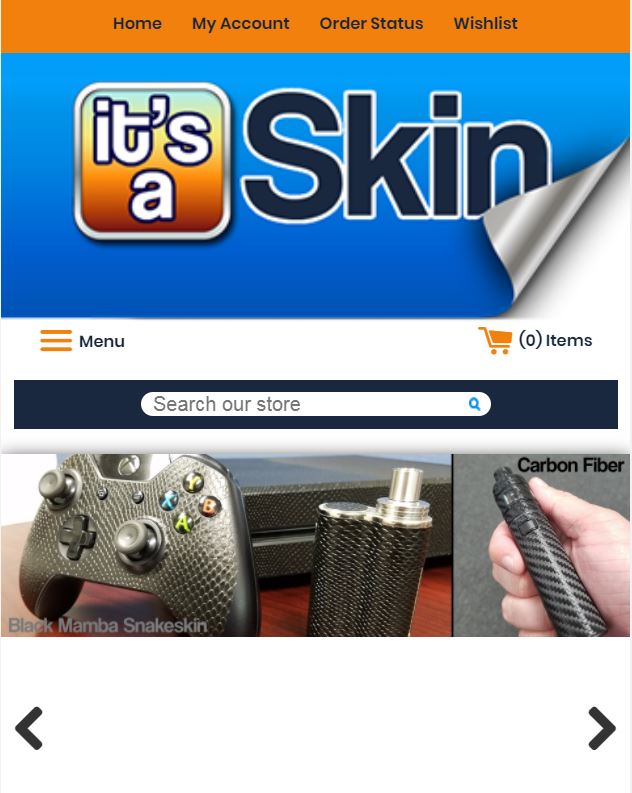 Home My Account Order Status Wishlist
it's
a
Skin
Menu
(0) Items
Search our store
Carbon Fiber
X Y B A
Black Mamba Snakeskin